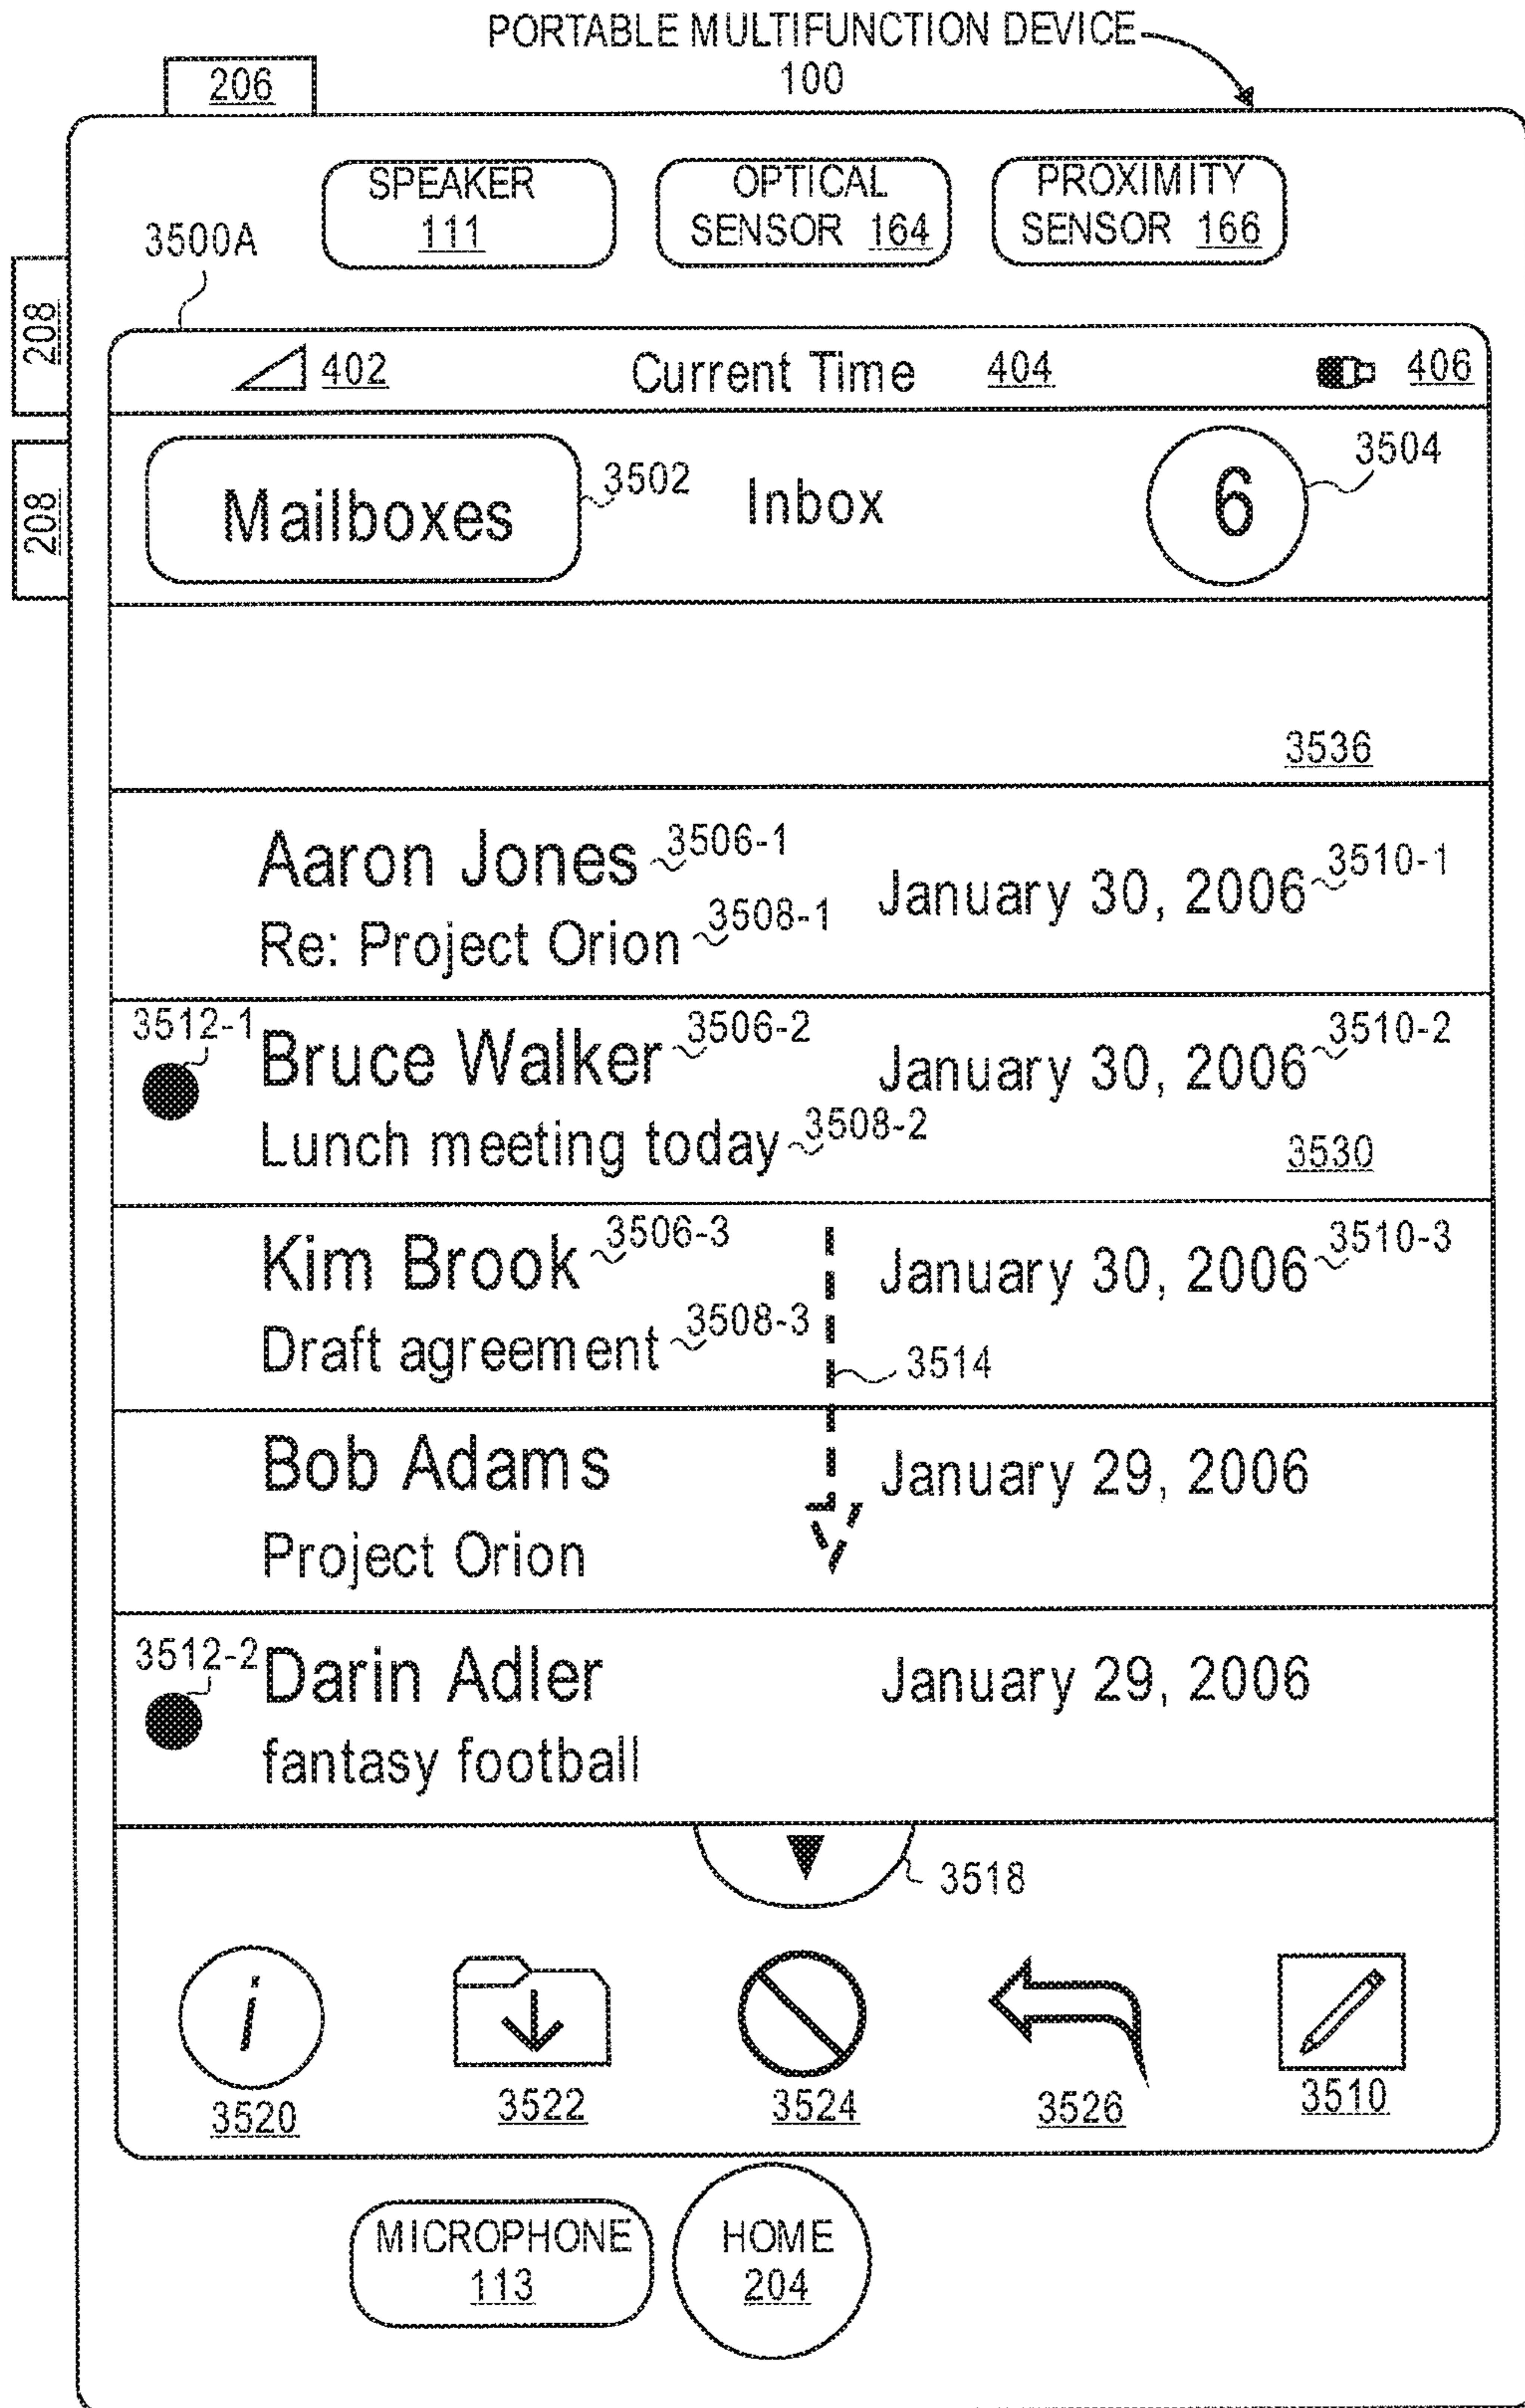 PORTABLE MULTIFUNCTION DEVICE
100
206
SPEAKER
111
OPTICAL
SENSOR 164
PROXIMITY
SENSOR 166
3500A
208
208
402
Current Time 404
406
Mailboxes
3502
Inbox
6
3504
3536
Aaron Jones 3506-1
Re: Project Orion 3508-1
January 30, 2006 3510-1
3512-1
Bruce Walker 3506-2
January 30, 2006 3510-2
Lunch meeting today 3508-2
3530
Kim Brook 3506-3
January 30, 2006 3510-3
Draft agreement 3508-3
3514
Bob Adams
January 29, 2006
Project Orion
3512-2
Darin Adler
January 29, 2006
fantasy football
3518
i
3520
3522
3524
3526
3510
MICROPHONE
113
HOME
204